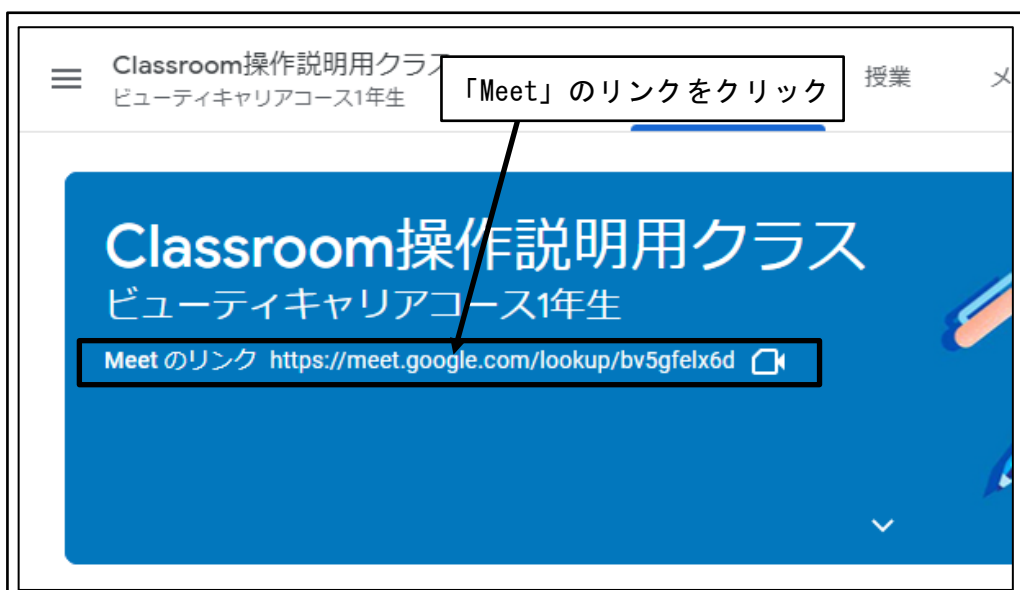 Classroom操作説明用クラス
ビューティキャリアコース1年生
「Meet」のリンクをクリック
授業
メ
Classroom操作説明用クラス
ビューティキャリアコース1年生
Meet のリンク https://meet.google.com/lookup/bv5gfelx6d